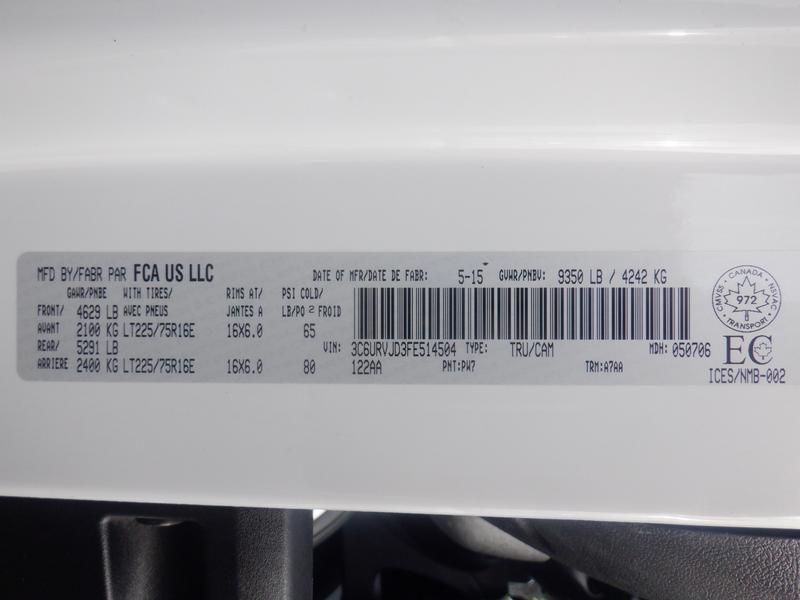 MFD BY/FABR PAR FCA US LLC DATE OF MFR/DATE DE FABR: 5-15 GVWR/PNBV: 9350 LB / 4242 KG
GAWR/PNBE WITH TIRES/ RIMS AT/ PSI COLD/
FRONT/ 4629 LB AVEC PNEUS JANTES A LB/PO 2 FROID
AVANT 2100 KG LT225/75R16E 16X6.0 65
REAR/ 5291 LB
ARRIERE 2400 KG LT225/75R16E 16X6.0 80
VIN: 3C6URVJD3FE514504 TYPE: TRU/CAM MDH: 050706
122AA PNT: PW7 TRM: A7AA
CANADA
CMVSS 972 NSVAC
TRANSPORT
EC
ICES/NMB-002